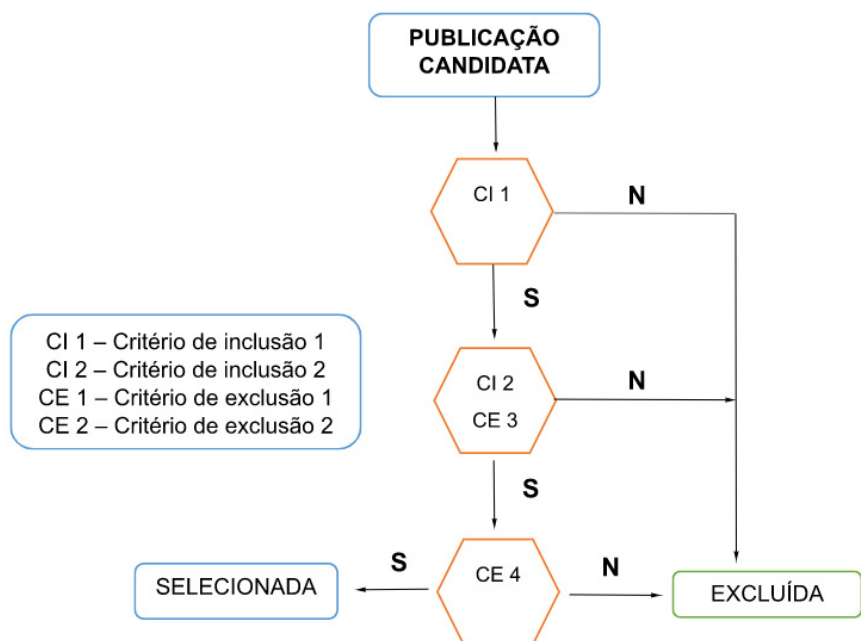 PUBLICAÇÃO
CANDIDATA
CI 1
N
S
CI 1 – Critério de inclusão 1
CI 2 – Critério de inclusão 2
CE 1 – Critério de exclusão 1
CE 2 – Critério de exclusão 2
CI 2
CE 3
N
S
SELECIONADA
S
CE 4
N
EXCLUÍDA